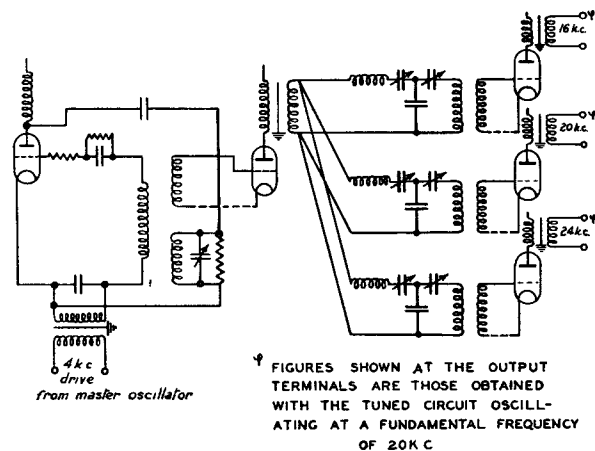 φ
16 k.c.
φ
20 k.c.
φ
24 k.c.
4 k c
drive
from master oscillator
φ FIGURES SHOWN AT THE OUTPUT
TERMINALS ARE THOSE OBTAINED
WITH THE TUNED CIRCUIT OSCILL-
ATING AT A FUNDAMENTAL FREQUENCY
OF 20K C